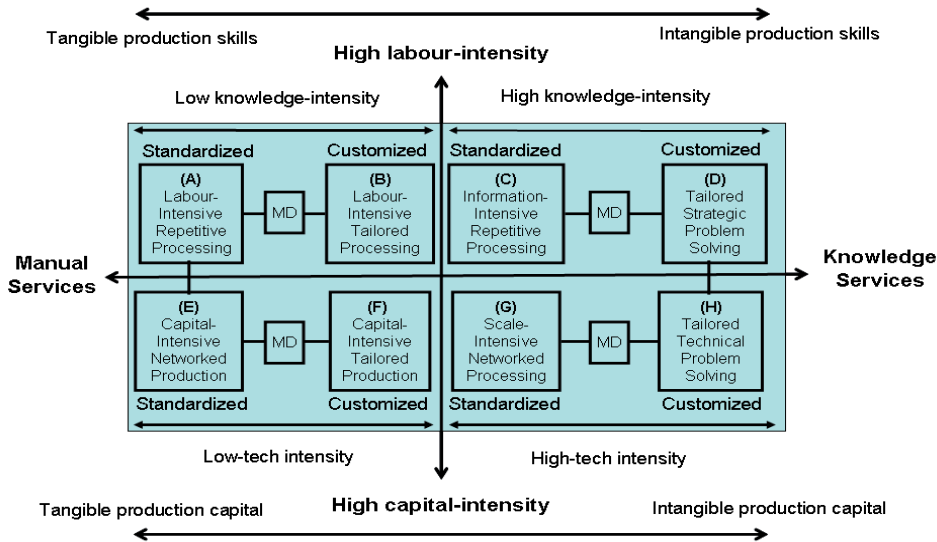 Tangible production skills
Intangible production skills
High labour-intensity
Low knowledge-intensity
High knowledge-intensity
Standardized
Customized
Standardized
Customized
(A)
Labour-
Intensive
Repetitive
Processing
MD
(B)
Labour-
Intensive
Tailored
Processing
(C)
Information-
Intensive
Repetitive
Processing
MD
(D)
Tailored
Strategic
Problem
Solving
Manual
Services
Knowledge
Services
(E)
Capital-
Intensive
Networked
Production
MD
(F)
Capital-
Intensive
Tailored
Production
(G)
Scale-
Intensive
Networked
Processing
MD
(H)
Tailored
Technical
Problem
Solving
Standardized
Customized
Standardized
Customized
Low-tech intensity
High-tech intensity
High capital-intensity
Tangible production capital
Intangible production capital